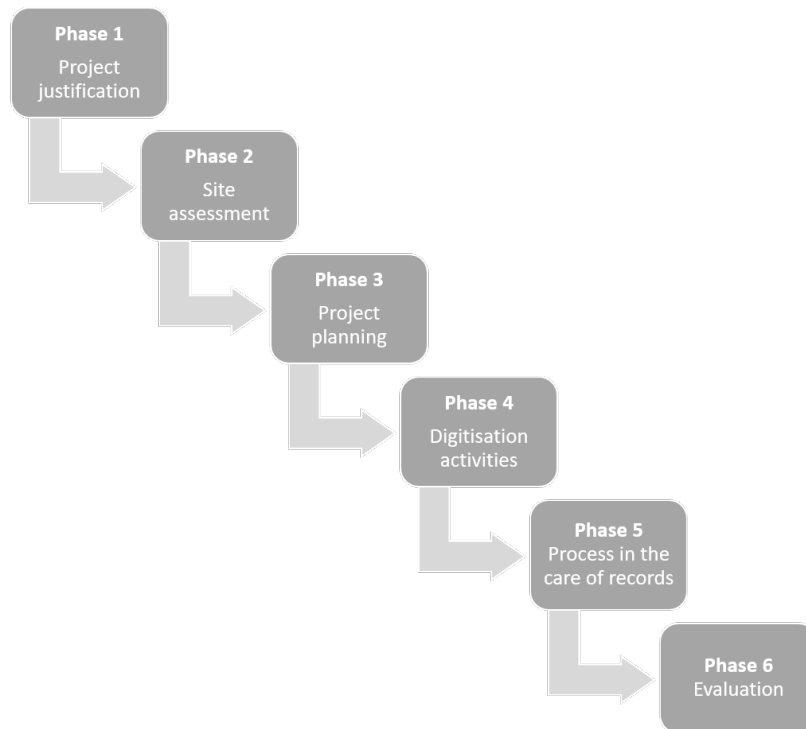 Phase 1
Project
justification
Phase 2
Site
assessment
Phase 3
Project
planning
Phase 4
Digitisation
activities
Phase 5
Process in the
care of records
Phase 6
Evaluation